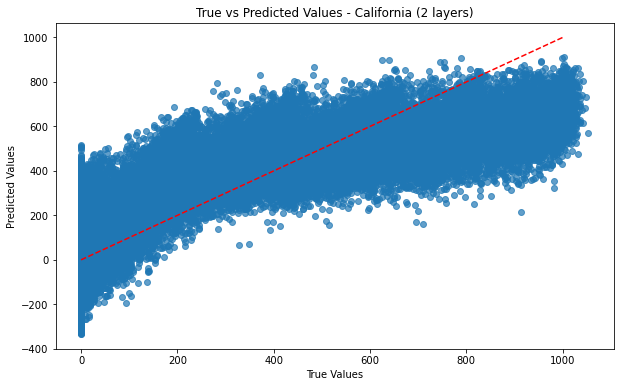 True vs Predicted Values - California (2 layers)
1000
800
600
400
200
0
−200
−400
Predicted Values
0 200 400 600 800 1000
True Values